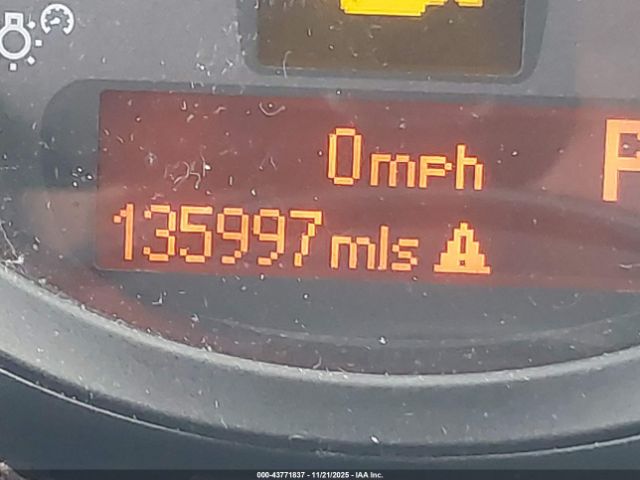 0mph P
135997mls
000-43771837 - 11/21/2025 - IAA Inc.